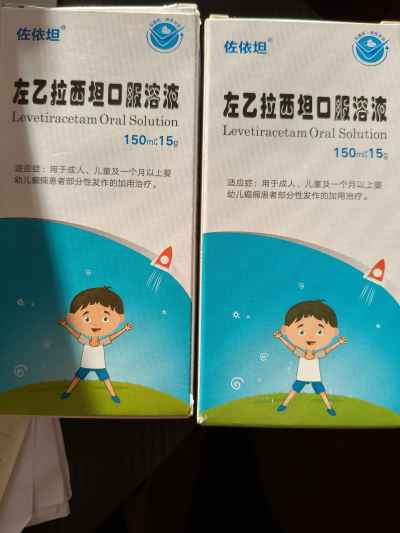 佐依坦
左乙拉西坦口服溶液
Levetiracetam Oral Solution
150ml:15g
适应症：用于成人、儿童及一个月以上婴
幼儿癫痫患者部分性发作的加用治疗。
佐依坦
左乙拉西坦口服溶液
Levetiracetam Oral Solution
150ml:15g
适应症：用于成人、儿童及一个月以上婴
幼儿癫痫患者部分性发作的加用治疗。